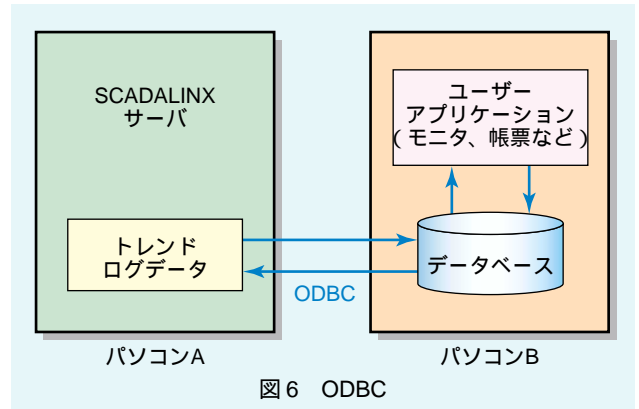 SCADALINX
サーバ
トレンド
ログデータ
ユーザー
アプリケーション
(モニタ、帳票など)
データベース
ODBC
パソコンA
パソコンB
図6 ODBC